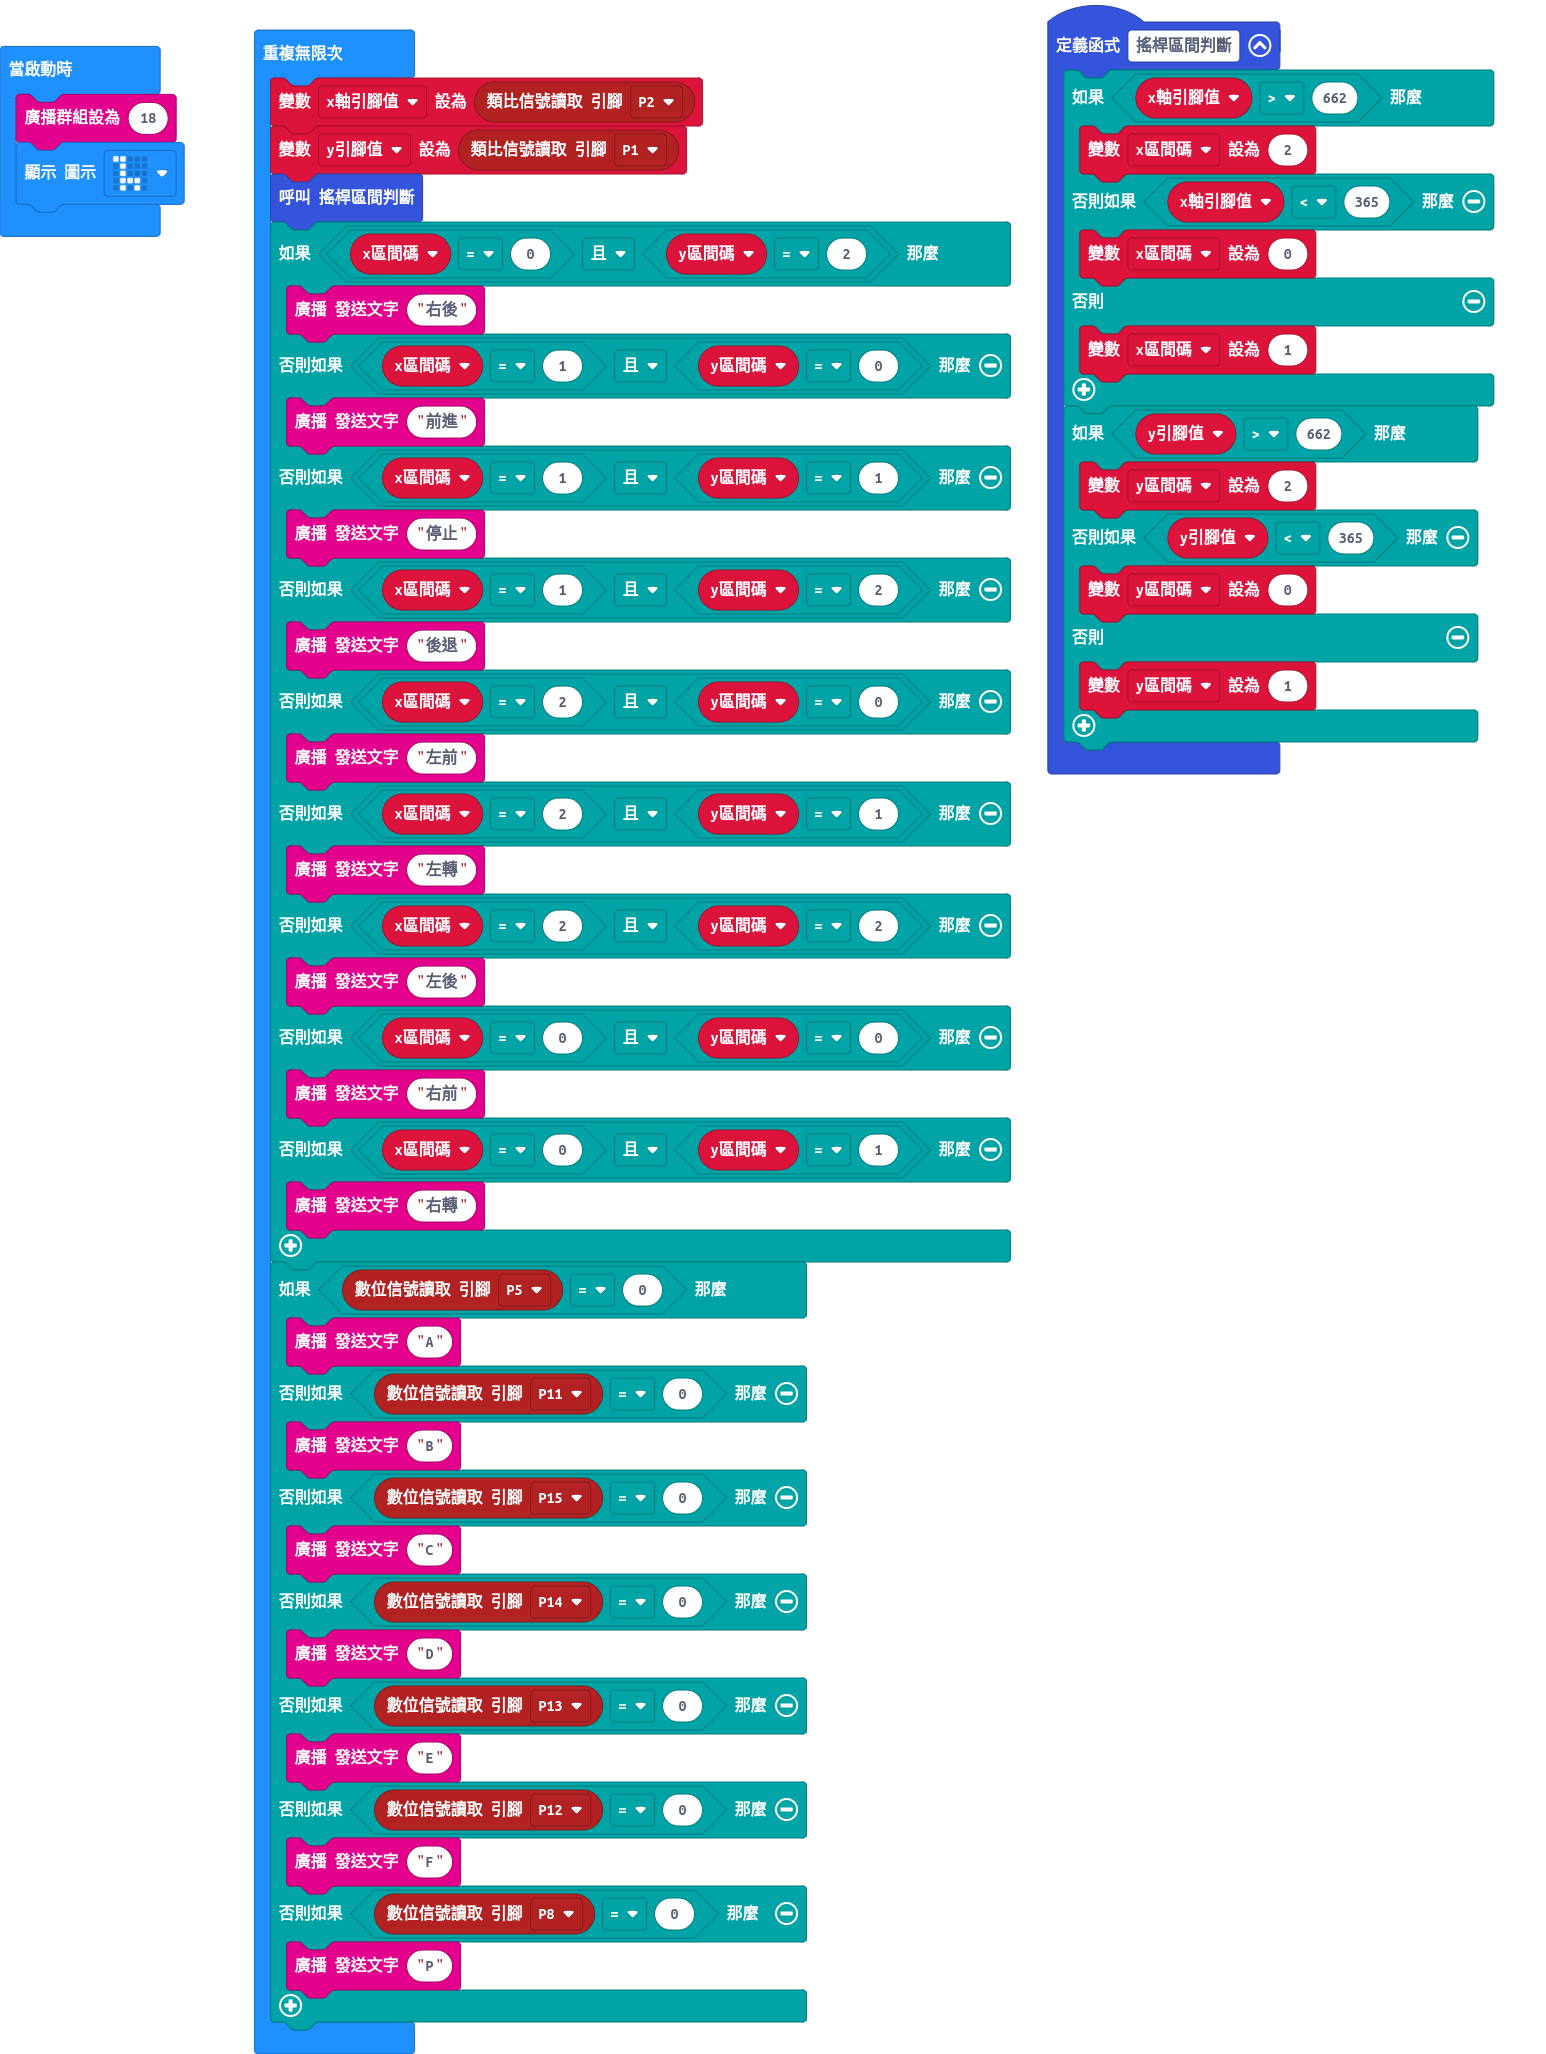 當啟動時
廣播群組設為 18
顯示 圖示
重複無限次
變數 x軸引腳值 設為 類比信號讀取 引腳 P2
變數 y引腳值 設為 類比信號讀取 引腳 P1
呼叫 搖桿區間判斷
如果 x區間碼 = 0 且 y區間碼 = 2 那麼
廣播 發送文字 "右後"
否則如果 x區間碼 = 1 且 y區間碼 = 0 那麼
廣播 發送文字 "前進"
否則如果 x區間碼 = 1 且 y區間碼 = 1 那麼
廣播 發送文字 "停止"
否則如果 x區間碼 = 1 且 y區間碼 = 2 那麼
廣播 發送文字 "後退"
否則如果 x區間碼 = 2 且 y區間碼 = 0 那麼
廣播 發送文字 "左前"
否則如果 x區間碼 = 2 且 y區間碼 = 1 那麼
廣播 發送文字 "左轉"
否則如果 x區間碼 = 2 且 y區間碼 = 2 那麼
廣播 發送文字 "左後"
否則如果 x區間碼 = 0 且 y區間碼 = 0 那麼
廣播 發送文字 "右前"
否則如果 x區間碼 = 0 且 y區間碼 = 1 那麼
廣播 發送文字 "右轉"
如果 數位信號讀取 引腳 P5 = 0 那麼
廣播 發送文字 "A"
否則如果 數位信號讀取 引腳 P11 = 0 那麼
廣播 發送文字 "B"
否則如果 數位信號讀取 引腳 P15 = 0 那麼
廣播 發送文字 "C"
否則如果 數位信號讀取 引腳 P14 = 0 那麼
廣播 發送文字 "D"
否則如果 數位信號讀取 引腳 P13 = 0 那麼
廣播 發送文字 "E"
否則如果 數位信號讀取 引腳 P12 = 0 那麼
廣播 發送文字 "F"
否則如果 數位信號讀取 引腳 P8 = 0 那麼
廣播 發送文字 "P"
定義函式 搖桿區間判斷
如果 x軸引腳值 > 662 那麼
變數 x區間碼 設為 2
否則如果 x軸引腳值 < 365 那麼
變數 x區間碼 設為 0
否則
變數 x區間碼 設為 1
如果 y引腳值 > 662 那麼
變數 y區間碼 設為 2
否則如果 y引腳值 < 365 那麼
變數 y區間碼 設為 0
否則
變數 y區間碼 設為 1